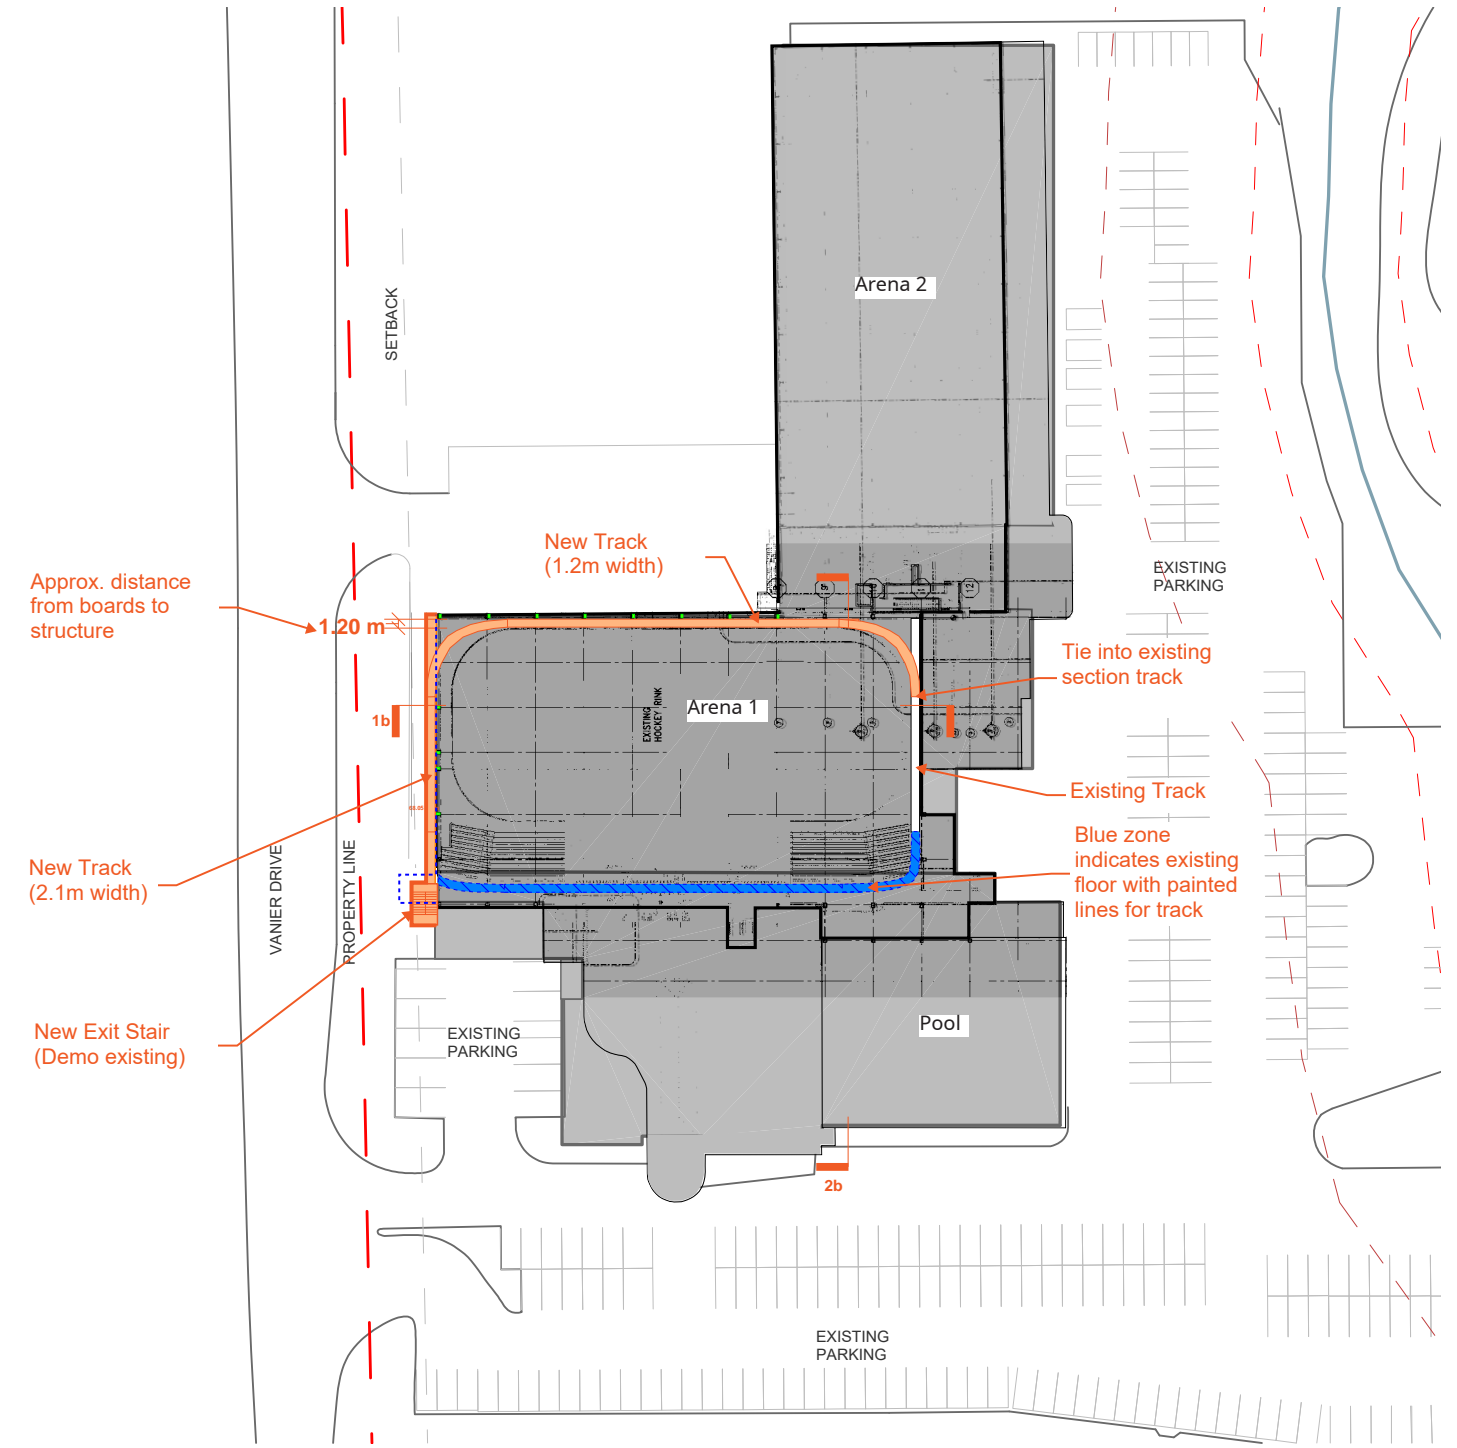 Arena 2
SETBACK
New Track
(1.2m width)
EXISTING
PARKING
Approx. distance
from boards to
structure
1.20 m
Tie into existing
section track
Arena 1
EXISTING
HOCKEY RINK
1b
Existing Track
Blue zone
indicates existing
floor with painted
lines for track
New Track
(2.1m width)
VANIER DRIVE
PROPERTY LINE
New Exit Stair
(Demo existing)
EXISTING
PARKING
Pool
2b
EXISTING
PARKING